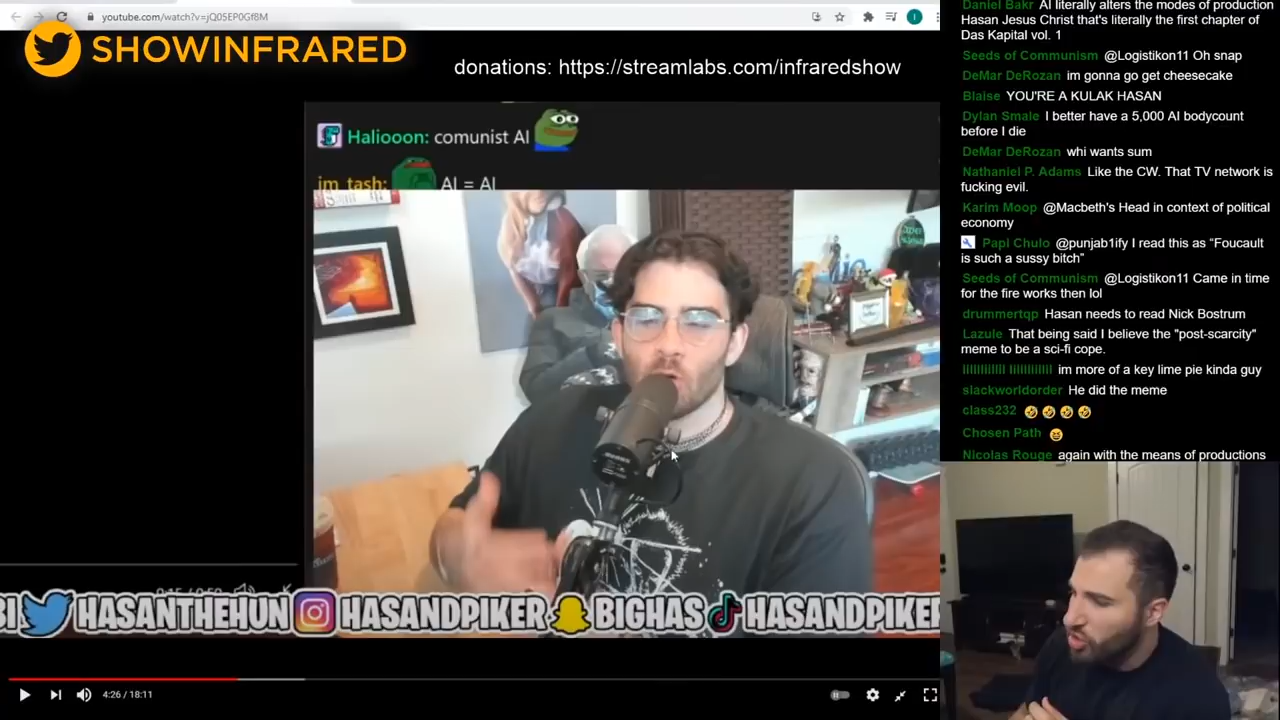 youtube.com/watch?v=jQ05EP0Gf8M
SHOWINFRARED
donations: https://streamlabs.com/infraredshow
Haliooon: comunist AI
im_tash: AI = AI
HASANTHEHUN HASANDPIKER BIGHAS HASANDPIKER
4:26 / 18:11
Daniel Bakr AI literally alters the modes of production
Hasan Jesus Christ that's literally the first chapter of
Das Kapital vol. 1
Seeds of Communism @Logistikon11 Oh snap
DeMar DeRozan im gonna go get cheesecake
Blaise YOU'RE A KULAK HASAN
Dylan Smale I better have a 5,000 AI bodycount
before I die
DeMar DeRozan whi wants sum
Nathaniel P. Adams Like the CW. That TV network is
fucking evil.
Karim Moop @Macbeth's Head in context of political
economy
Papi Chulo @punjab1ify I read this as “Foucault
is such a sussy bitch”
Seeds of Communism @Logistikon11 Came in time
for the fire works then lol
drummertqp Hasan needs to read Nick Bostrum
Lazule That being said I believe the "post-scarcity"
meme to be a sci-fi cope.
im more of a key lime pie kinda guy
slackworldorder He did the meme
class232
Chosen Path
Nicolas Rouge again with the means of productions